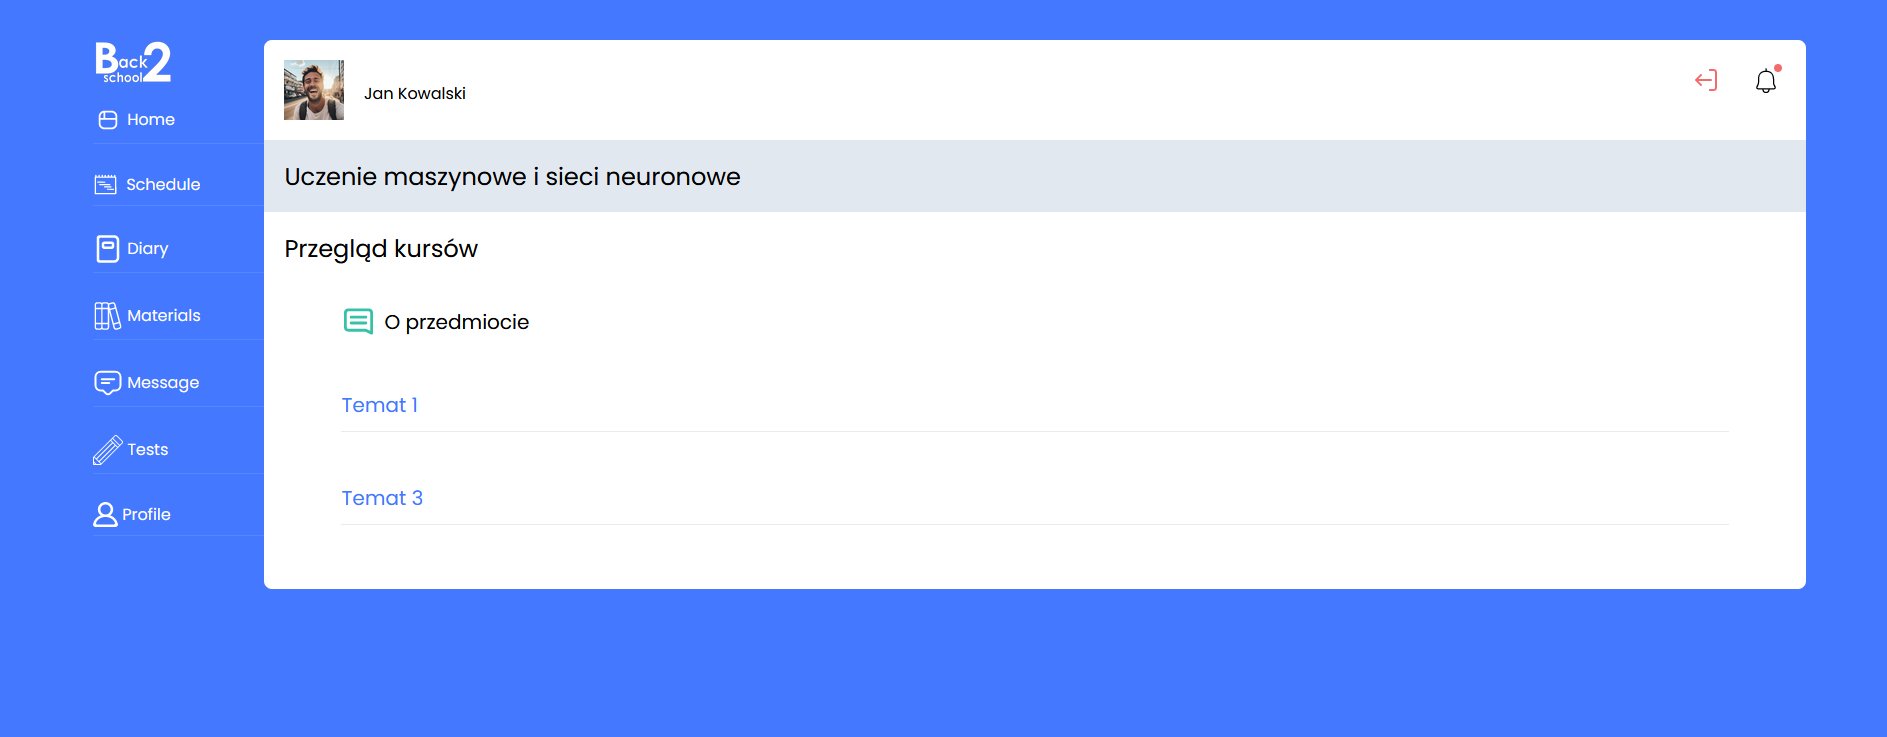 Back 2
school
Home
Schedule
Diary
Materials
Message
Tests
Profile
Jan Kowalski
Uczenie maszynowe i sieci neuronowe
Przegląd kursów
O przedmiocie
Temat 1
Temat 3